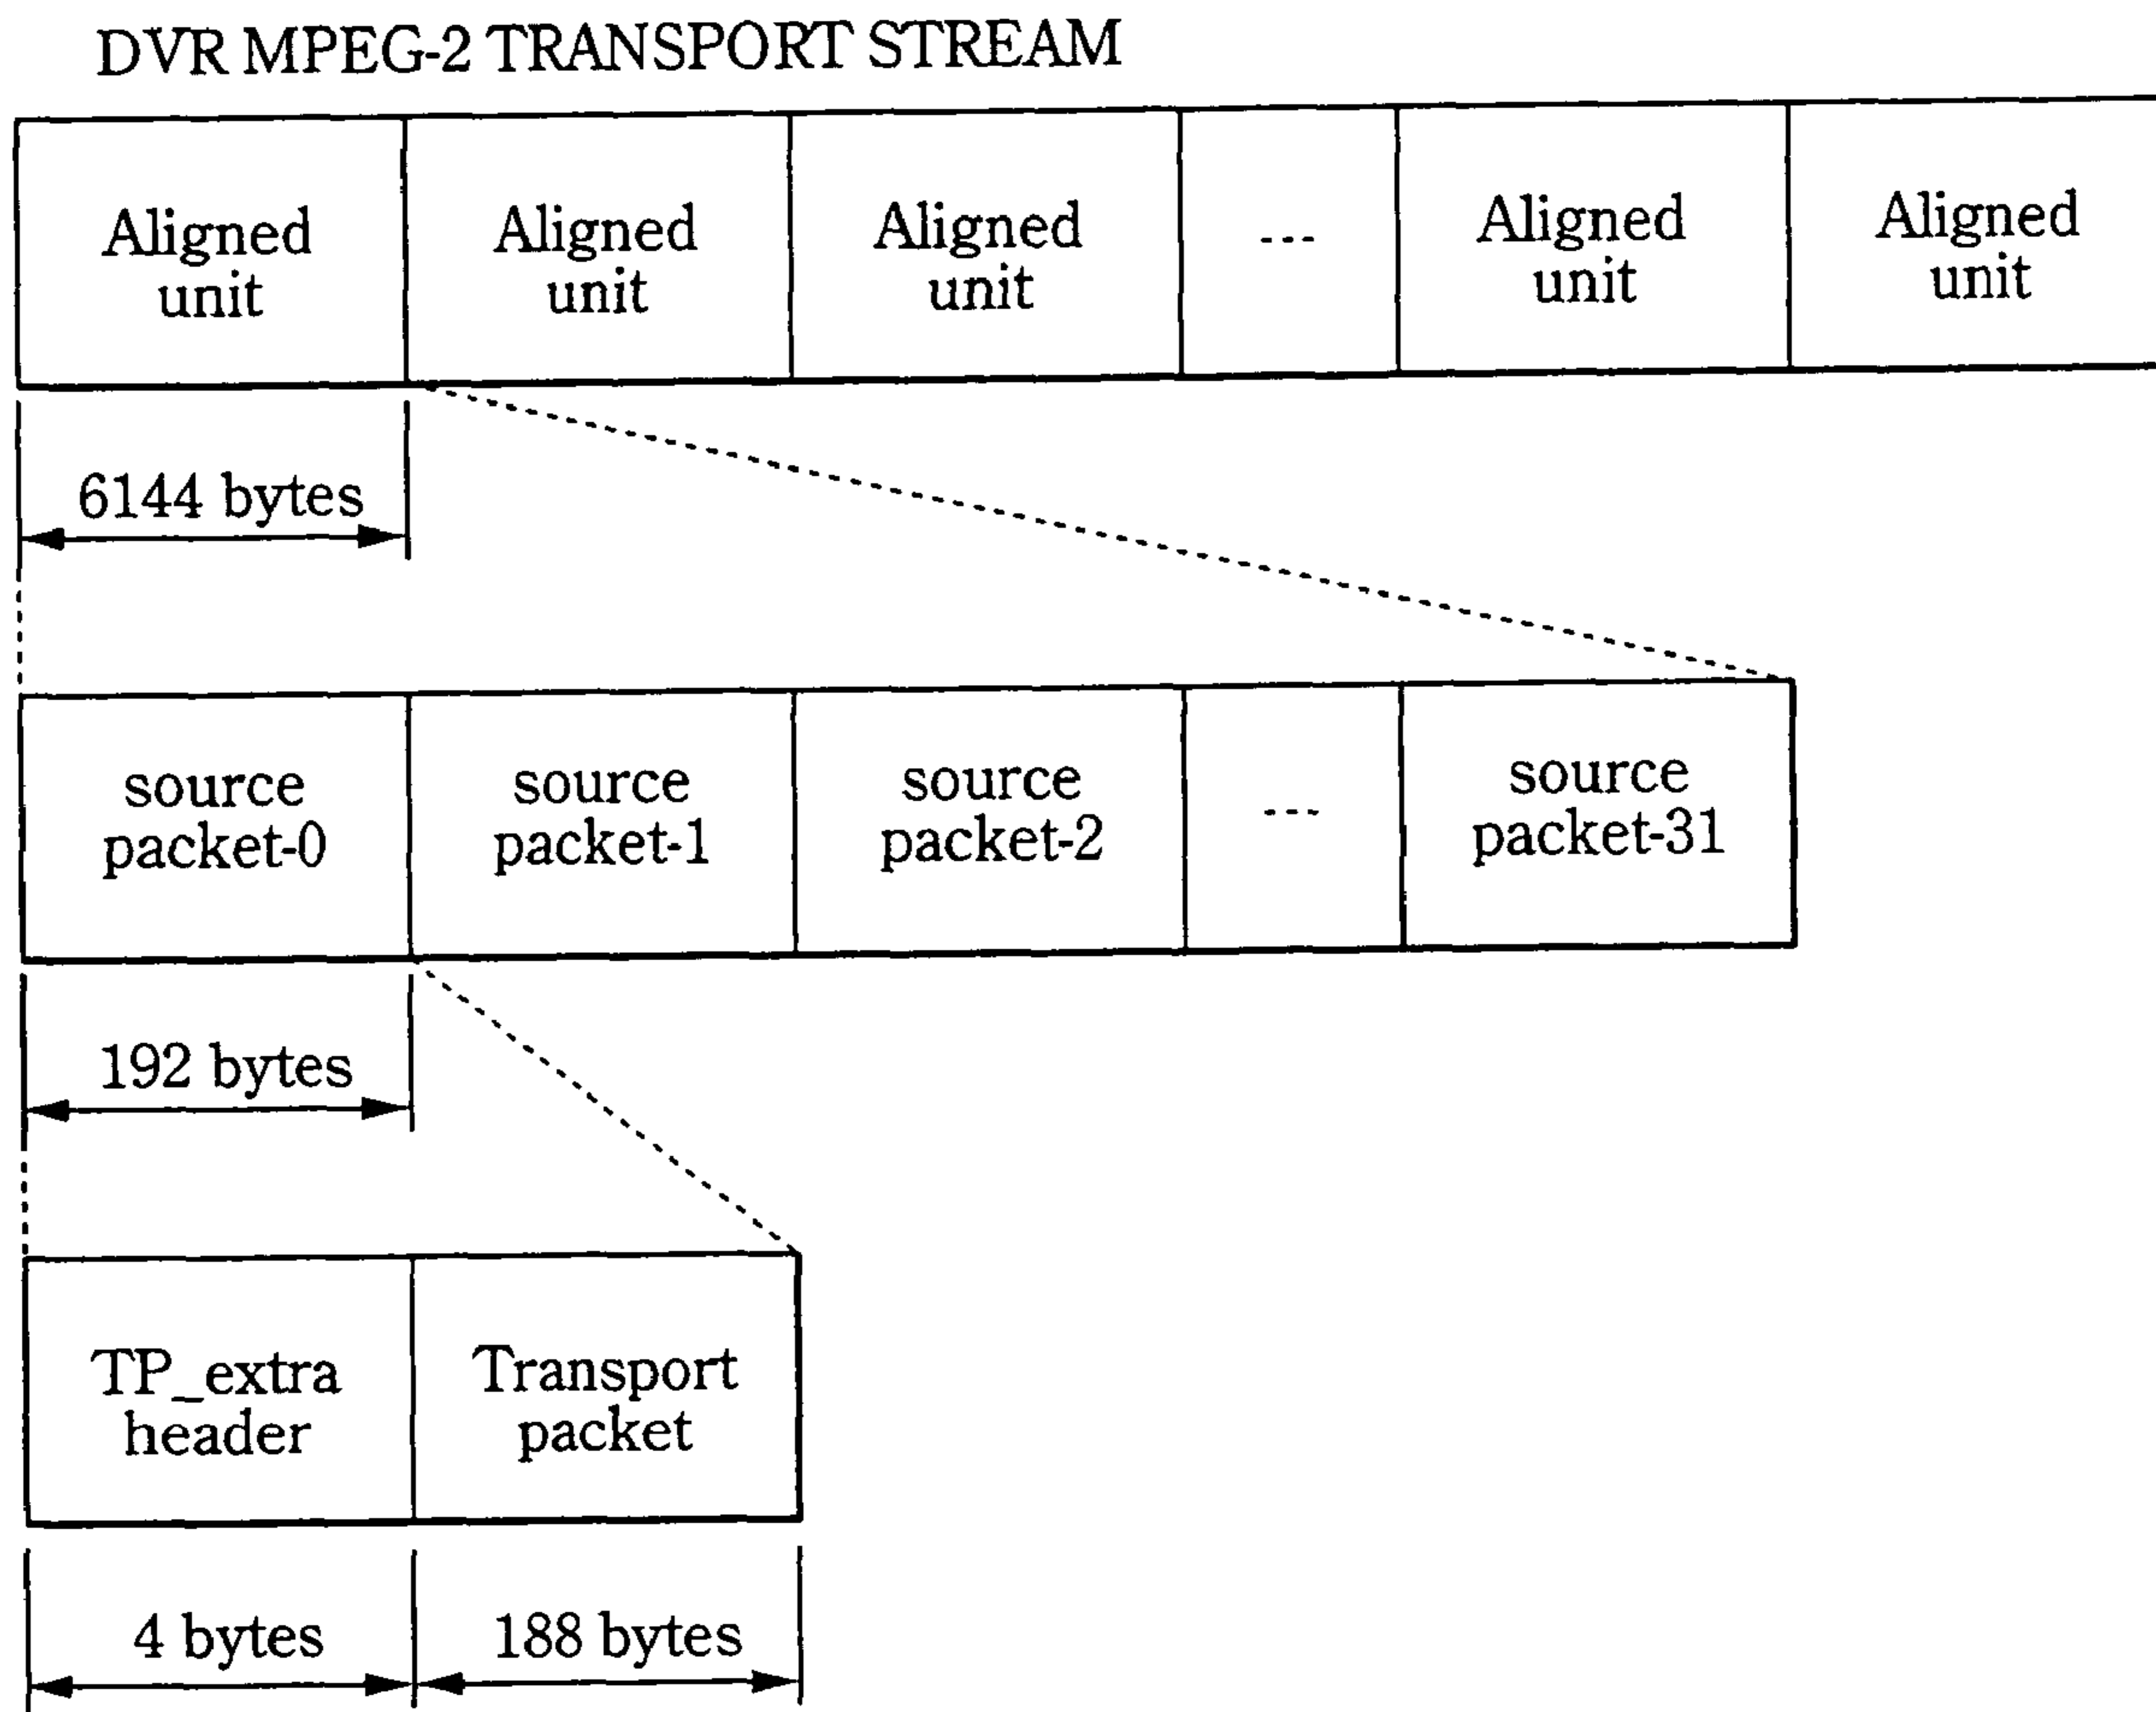 DVR MPEG-2 TRANSPORT STREAM
Aligned
unit
Aligned
unit
Aligned
unit
---
Aligned
unit
Aligned
unit
6144 bytes
source
packet-0
source
packet-1
source
packet-2
---
source
packet-31
192 bytes
TP_extra
header
Transport
packet
4 bytes
188 bytes